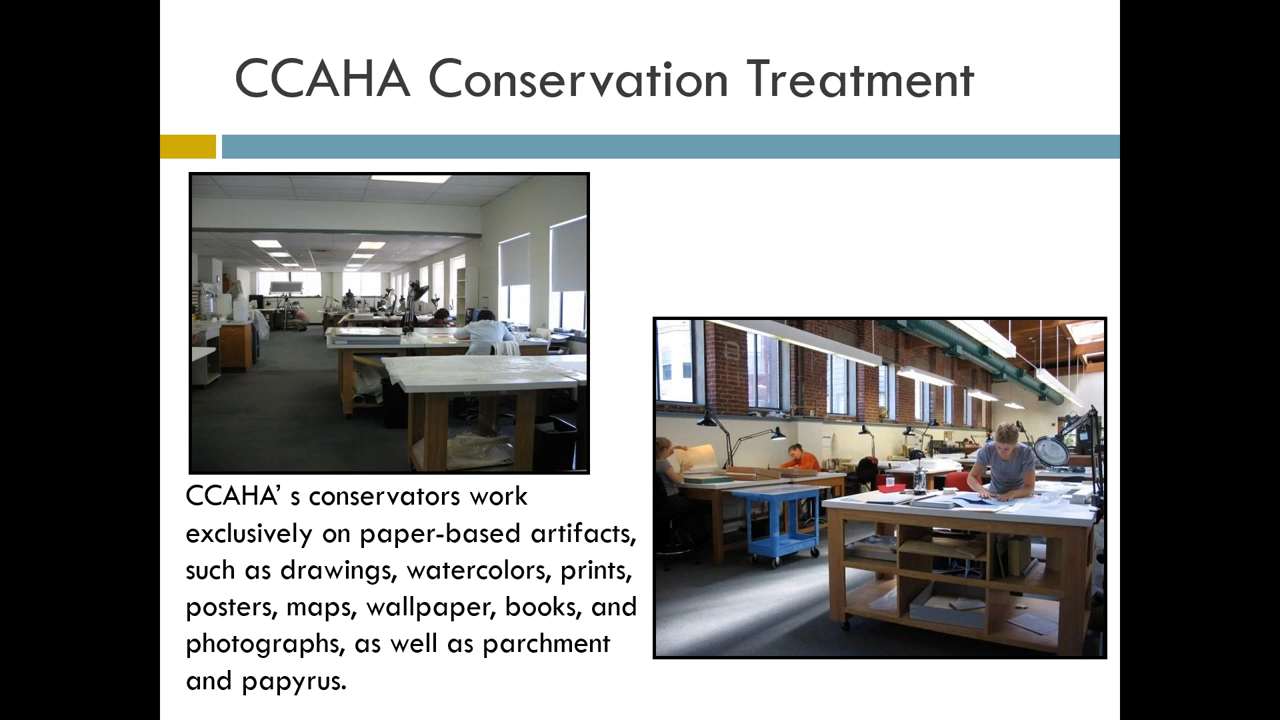 CCAHA Conservation Treatment
CCAHA’ s conservators work
exclusively on paper-based artifacts,
such as drawings, watercolors, prints,
posters, maps, wallpaper, books, and
photographs, as well as parchment
and papyrus.